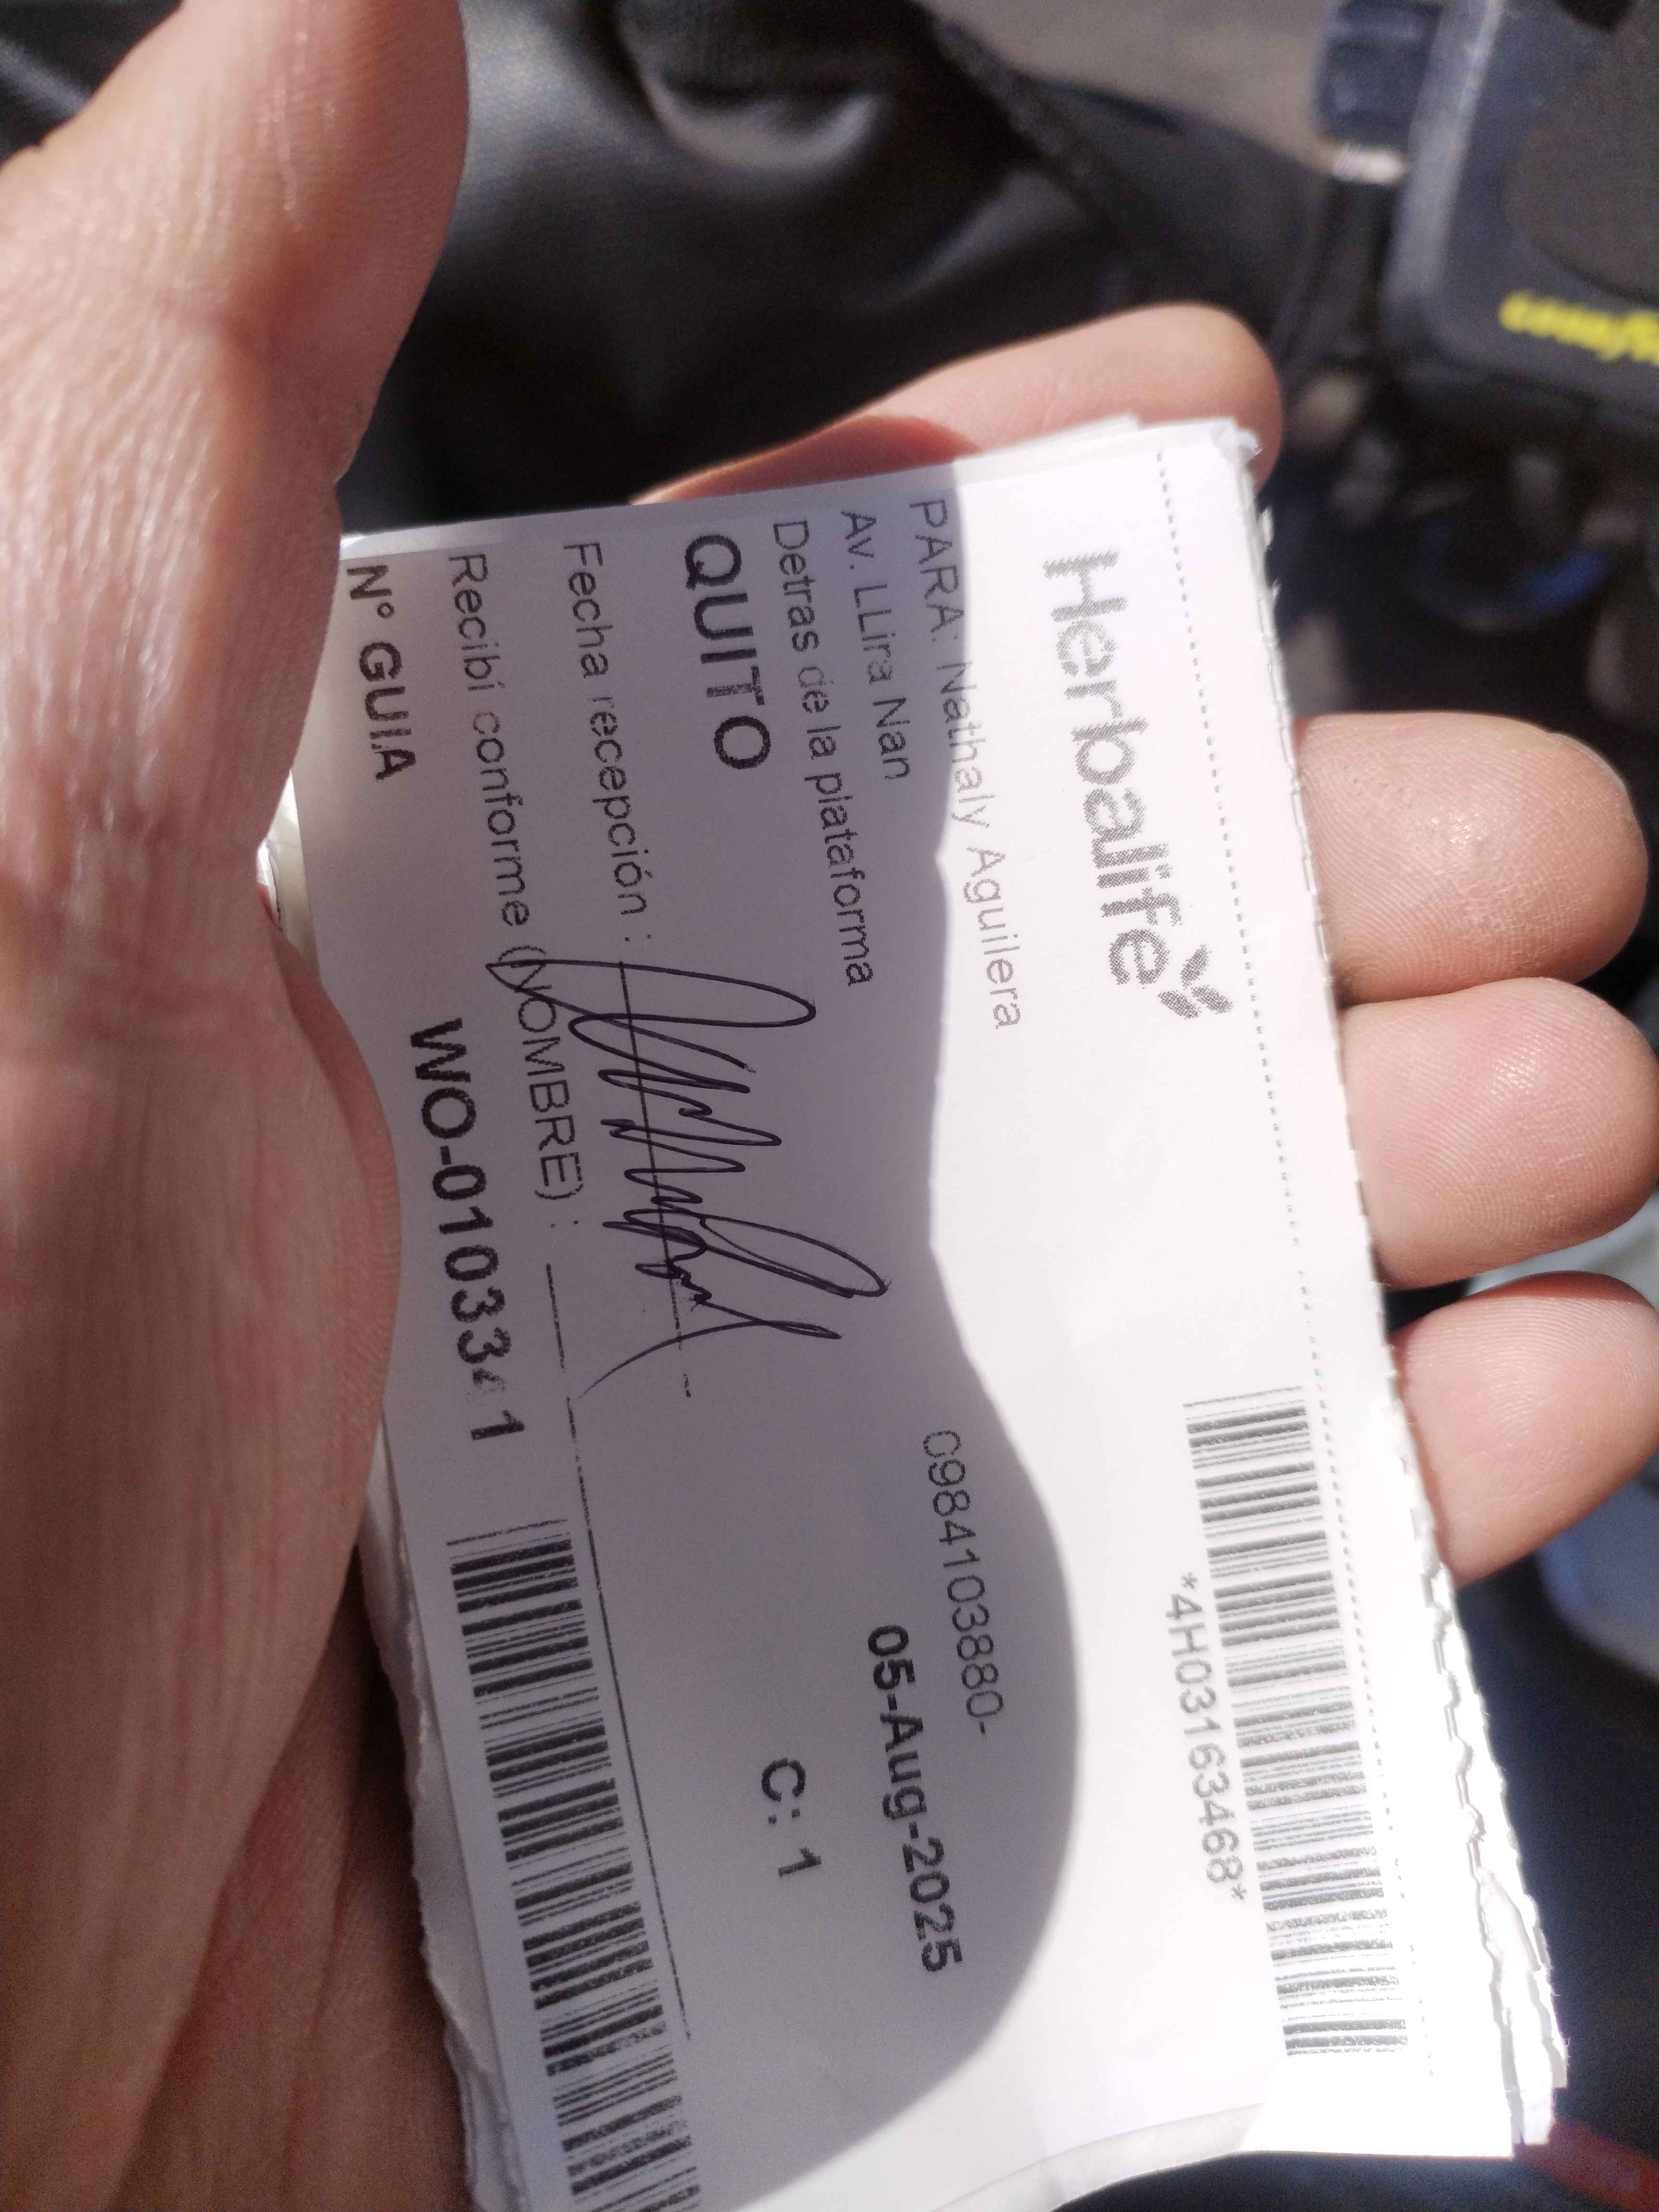 Herbalife
*4H03163468*
PARA: Nathaly Aguilera
0984103880-
Av. LLira Nan
05-Aug-2025
Detras de la plataforma
QUITO
C: 1
Fecha recepción :
Recibí conforme (NOMBRE) :
N° GUIA